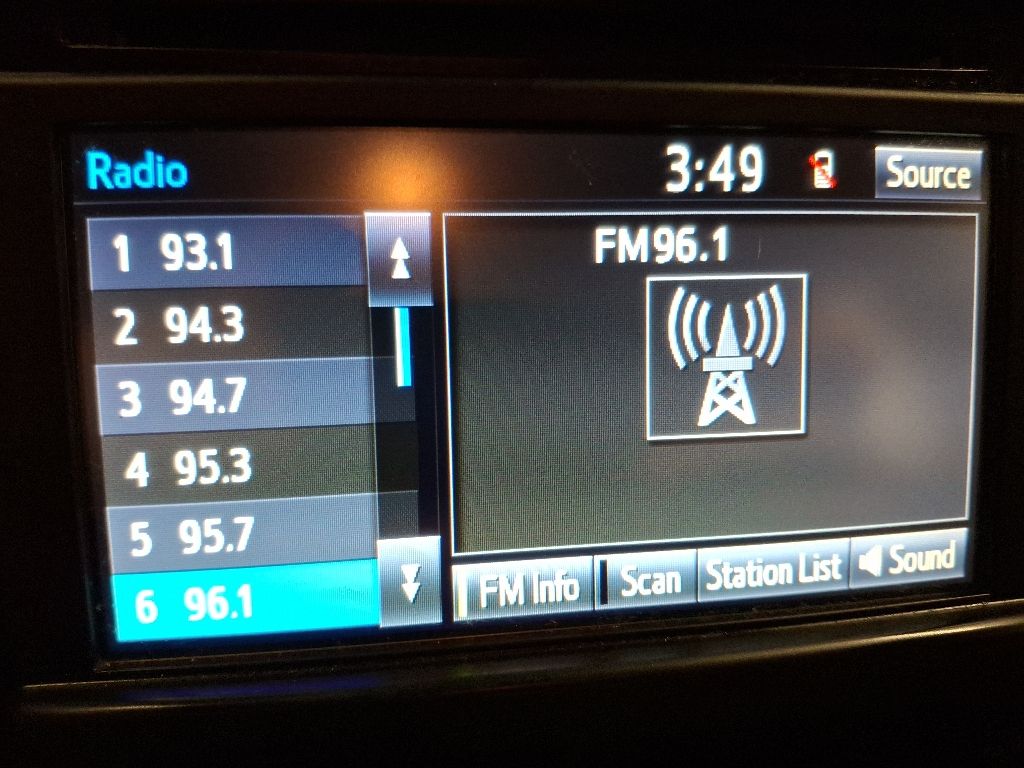 Radio 3:49 Source
1 93.1
2 94.3
3 94.7
4 95.3
5 95.7
6 96.1
FM96.1
FM Info Scan Station List Sound